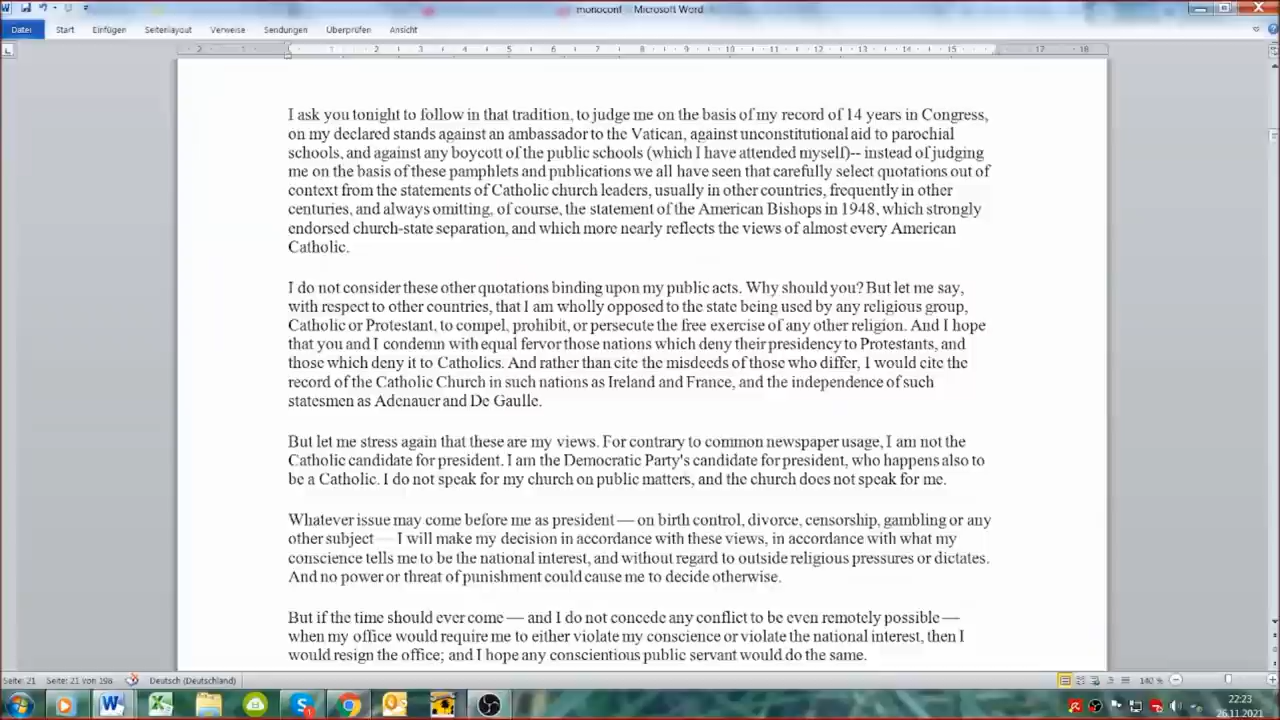 monoconf - Microsoft Word
Datei Start Einfügen Seitenlayout Verweise Sendungen Überprüfen Ansicht
2 1 1 2 3 4 5 6 7 8 9 10 11 12 13 14 15 17 18
I ask you tonight to follow in that tradition, to judge me on the basis of my record of 14 years in Congress,
on my declared stands against an ambassador to the Vatican, against unconstitutional aid to parochial
schools, and against any boycott of the public schools (which I have attended myself)-- instead of judging
me on the basis of these pamphlets and publications we all have seen that carefully select quotations out of
context from the statements of Catholic church leaders, usually in other countries, frequently in other
centuries, and always omitting, of course, the statement of the American Bishops in 1948, which strongly
endorsed church-state separation, and which more nearly reflects the views of almost every American
Catholic.
I do not consider these other quotations binding upon my public acts. Why should you? But let me say,
with respect to other countries, that I am wholly opposed to the state being used by any religious group,
Catholic or Protestant, to compel, prohibit, or persecute the free exercise of any other religion. And I hope
that you and I condemn with equal fervor those nations which deny their presidency to Protestants, and
those which deny it to Catholics. And rather than cite the misdeeds of those who differ, I would cite the
record of the Catholic Church in such nations as Ireland and France, and the independence of such
statesmen as Adenauer and De Gaulle.
But let me stress again that these are my views. For contrary to common newspaper usage, I am not the
Catholic candidate for president. I am the Democratic Party's candidate for president, who happens also to
be a Catholic. I do not speak for my church on public matters, and the church does not speak for me.
Whatever issue may come before me as president — on birth control, divorce, censorship, gambling or any
other subject — I will make my decision in accordance with these views, in accordance with what my
conscience tells me to be the national interest, and without regard to outside religious pressures or dictates.
And no power or threat of punishment could cause me to decide otherwise.
But if the time should ever come — and I do not concede any conflict to be even remotely possible —
when my office would require me to either violate my conscience or violate the national interest, then I
would resign the office; and I hope any conscientious public servant would do the same.
Seite: 21 Seite: 21 von 198 Deutsch (Deutschland) 140 %
22:23
26.11.2021